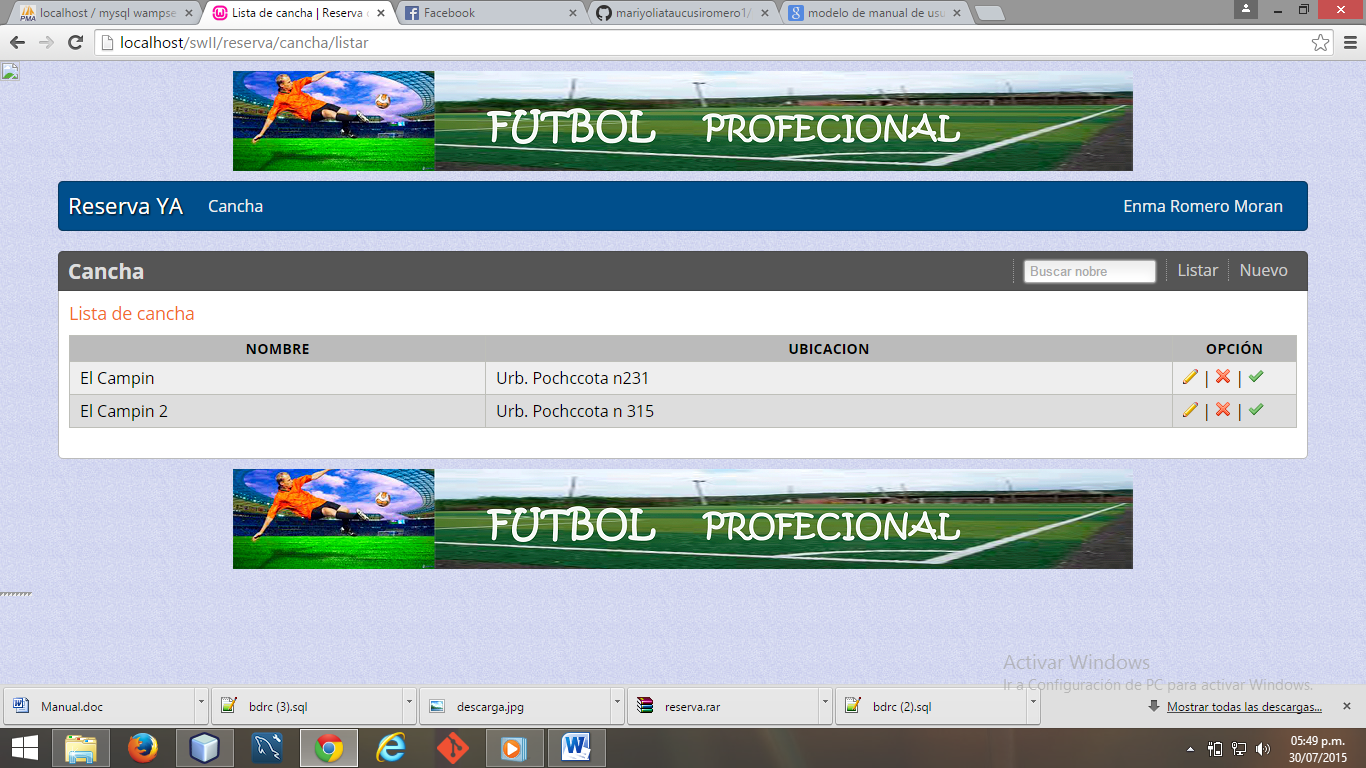 localhost / mysql wampse
Lista de cancha | Reserva
Facebook
mariyoliataucusiromero1/
modelo de manual de usu
localhost/swII/reserva/cancha/listar
FUTBOL PROFECIONAL
Reserva YA
Cancha
Enma Romero Moran
Cancha
Buscar nobre
Listar
Nuevo
Lista de cancha
NOMBRE
UBICACION
OPCIÓN
El Campin
Urb. Pochccota n231
| |
El Campin 2
Urb. Pochccota n 315
| |
FUTBOL PROFECIONAL
Activar Windows
Ir a Configuración de PC para activar Windows.
Manual.doc
bdrc (3).sql
descarga.jpg
reserva.rar
bdrc (2).sql
Mostrar todas las descargas...
05:49 p.m.
30/07/2015